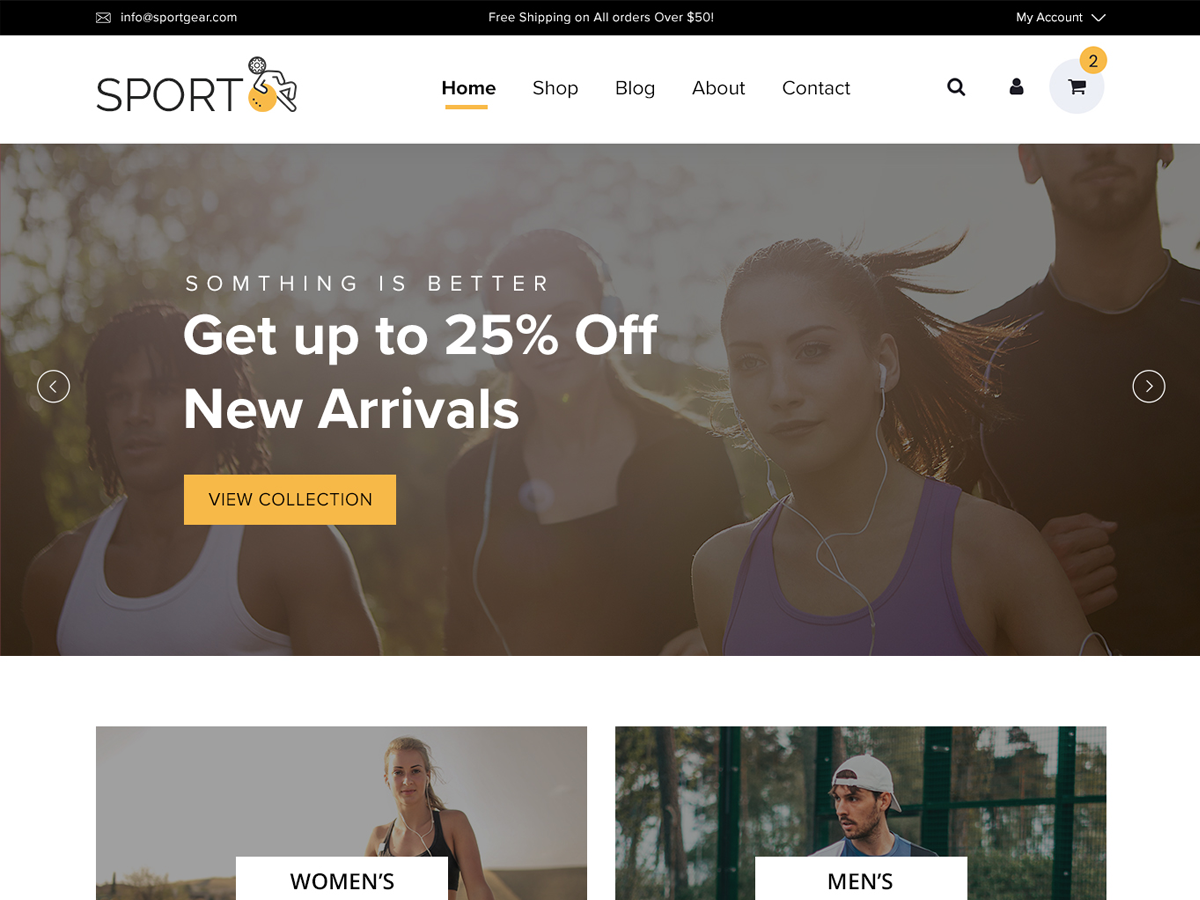 info@sportgear.com
Free Shipping on All orders Over $50!
My Account
SPORT
Home
Shop
Blog
About
Contact
2
SOMTHING IS BETTER
Get up to 25% Off
New Arrivals
VIEW COLLECTION
WOMEN'S
MEN'S